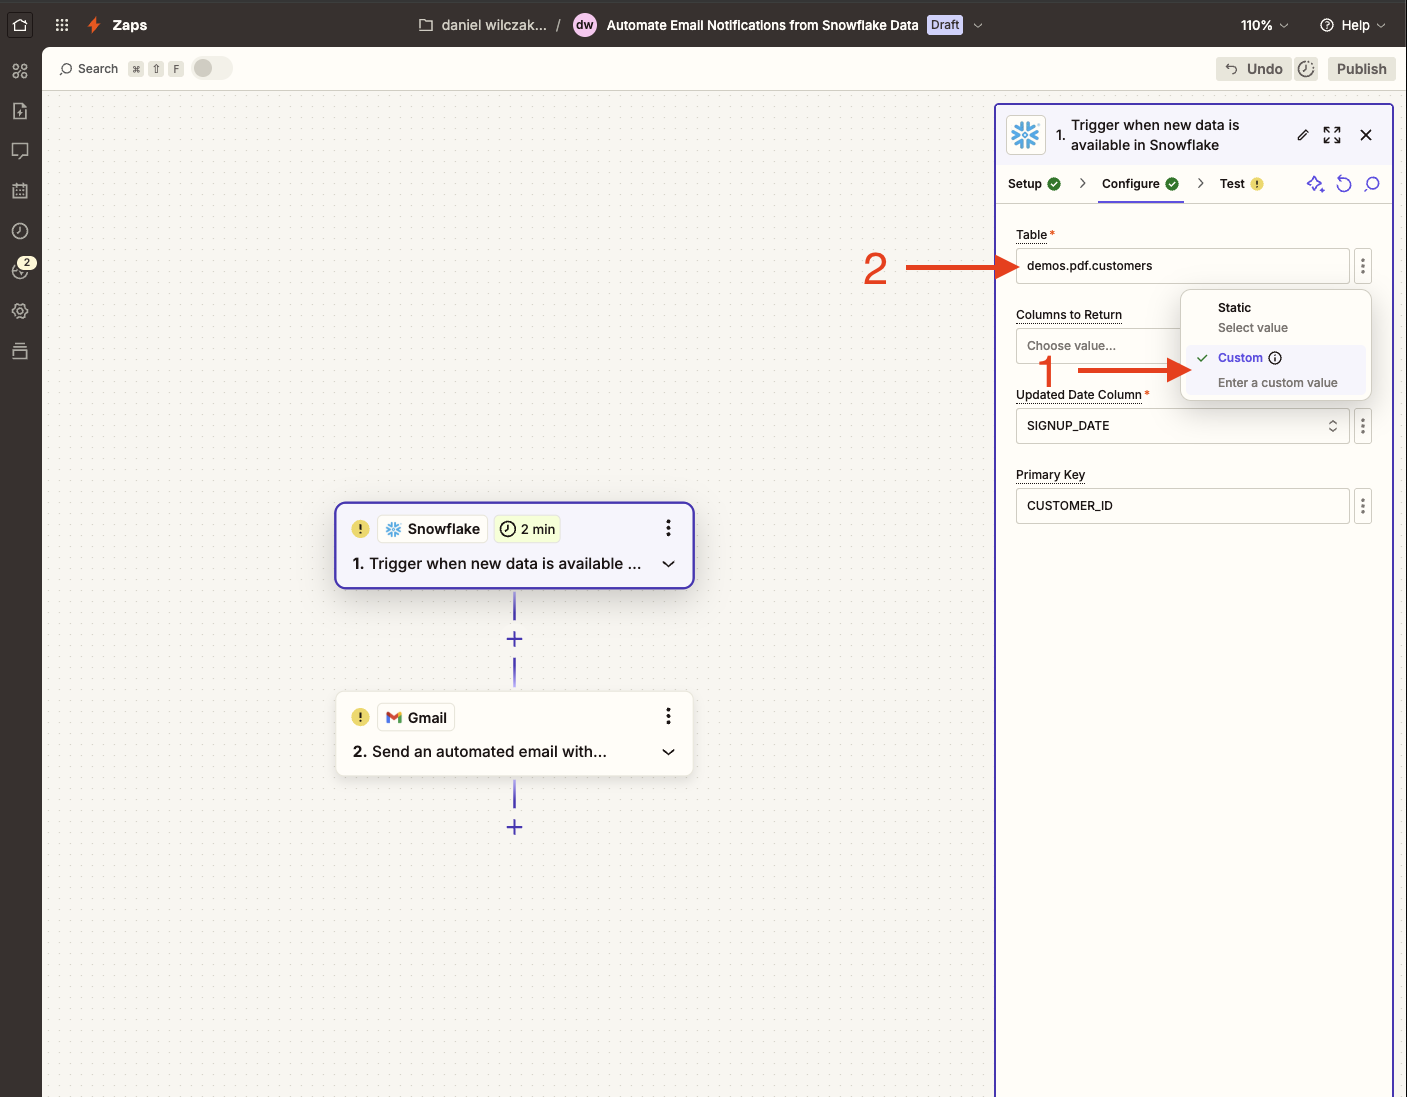 Zaps
daniel wilczak... / dw Automate Email Notifications from Snowflake Data Draft
110%
Help
Search ⌘ ⇧ F
Undo
Publish
1. Trigger when new data is
available in Snowflake
Setup
Configure
Test
Table *
2
demos.pdf.customers
Static
Select value
Columns to Return
Choose value...
Custom
1
Enter a custom value
Updated Date Column *
SIGNUP_DATE
Primary Key
CUSTOMER_ID
2
! Snowflake 2 min
1. Trigger when new data is available ...
! Gmail
2. Send an automated email with...